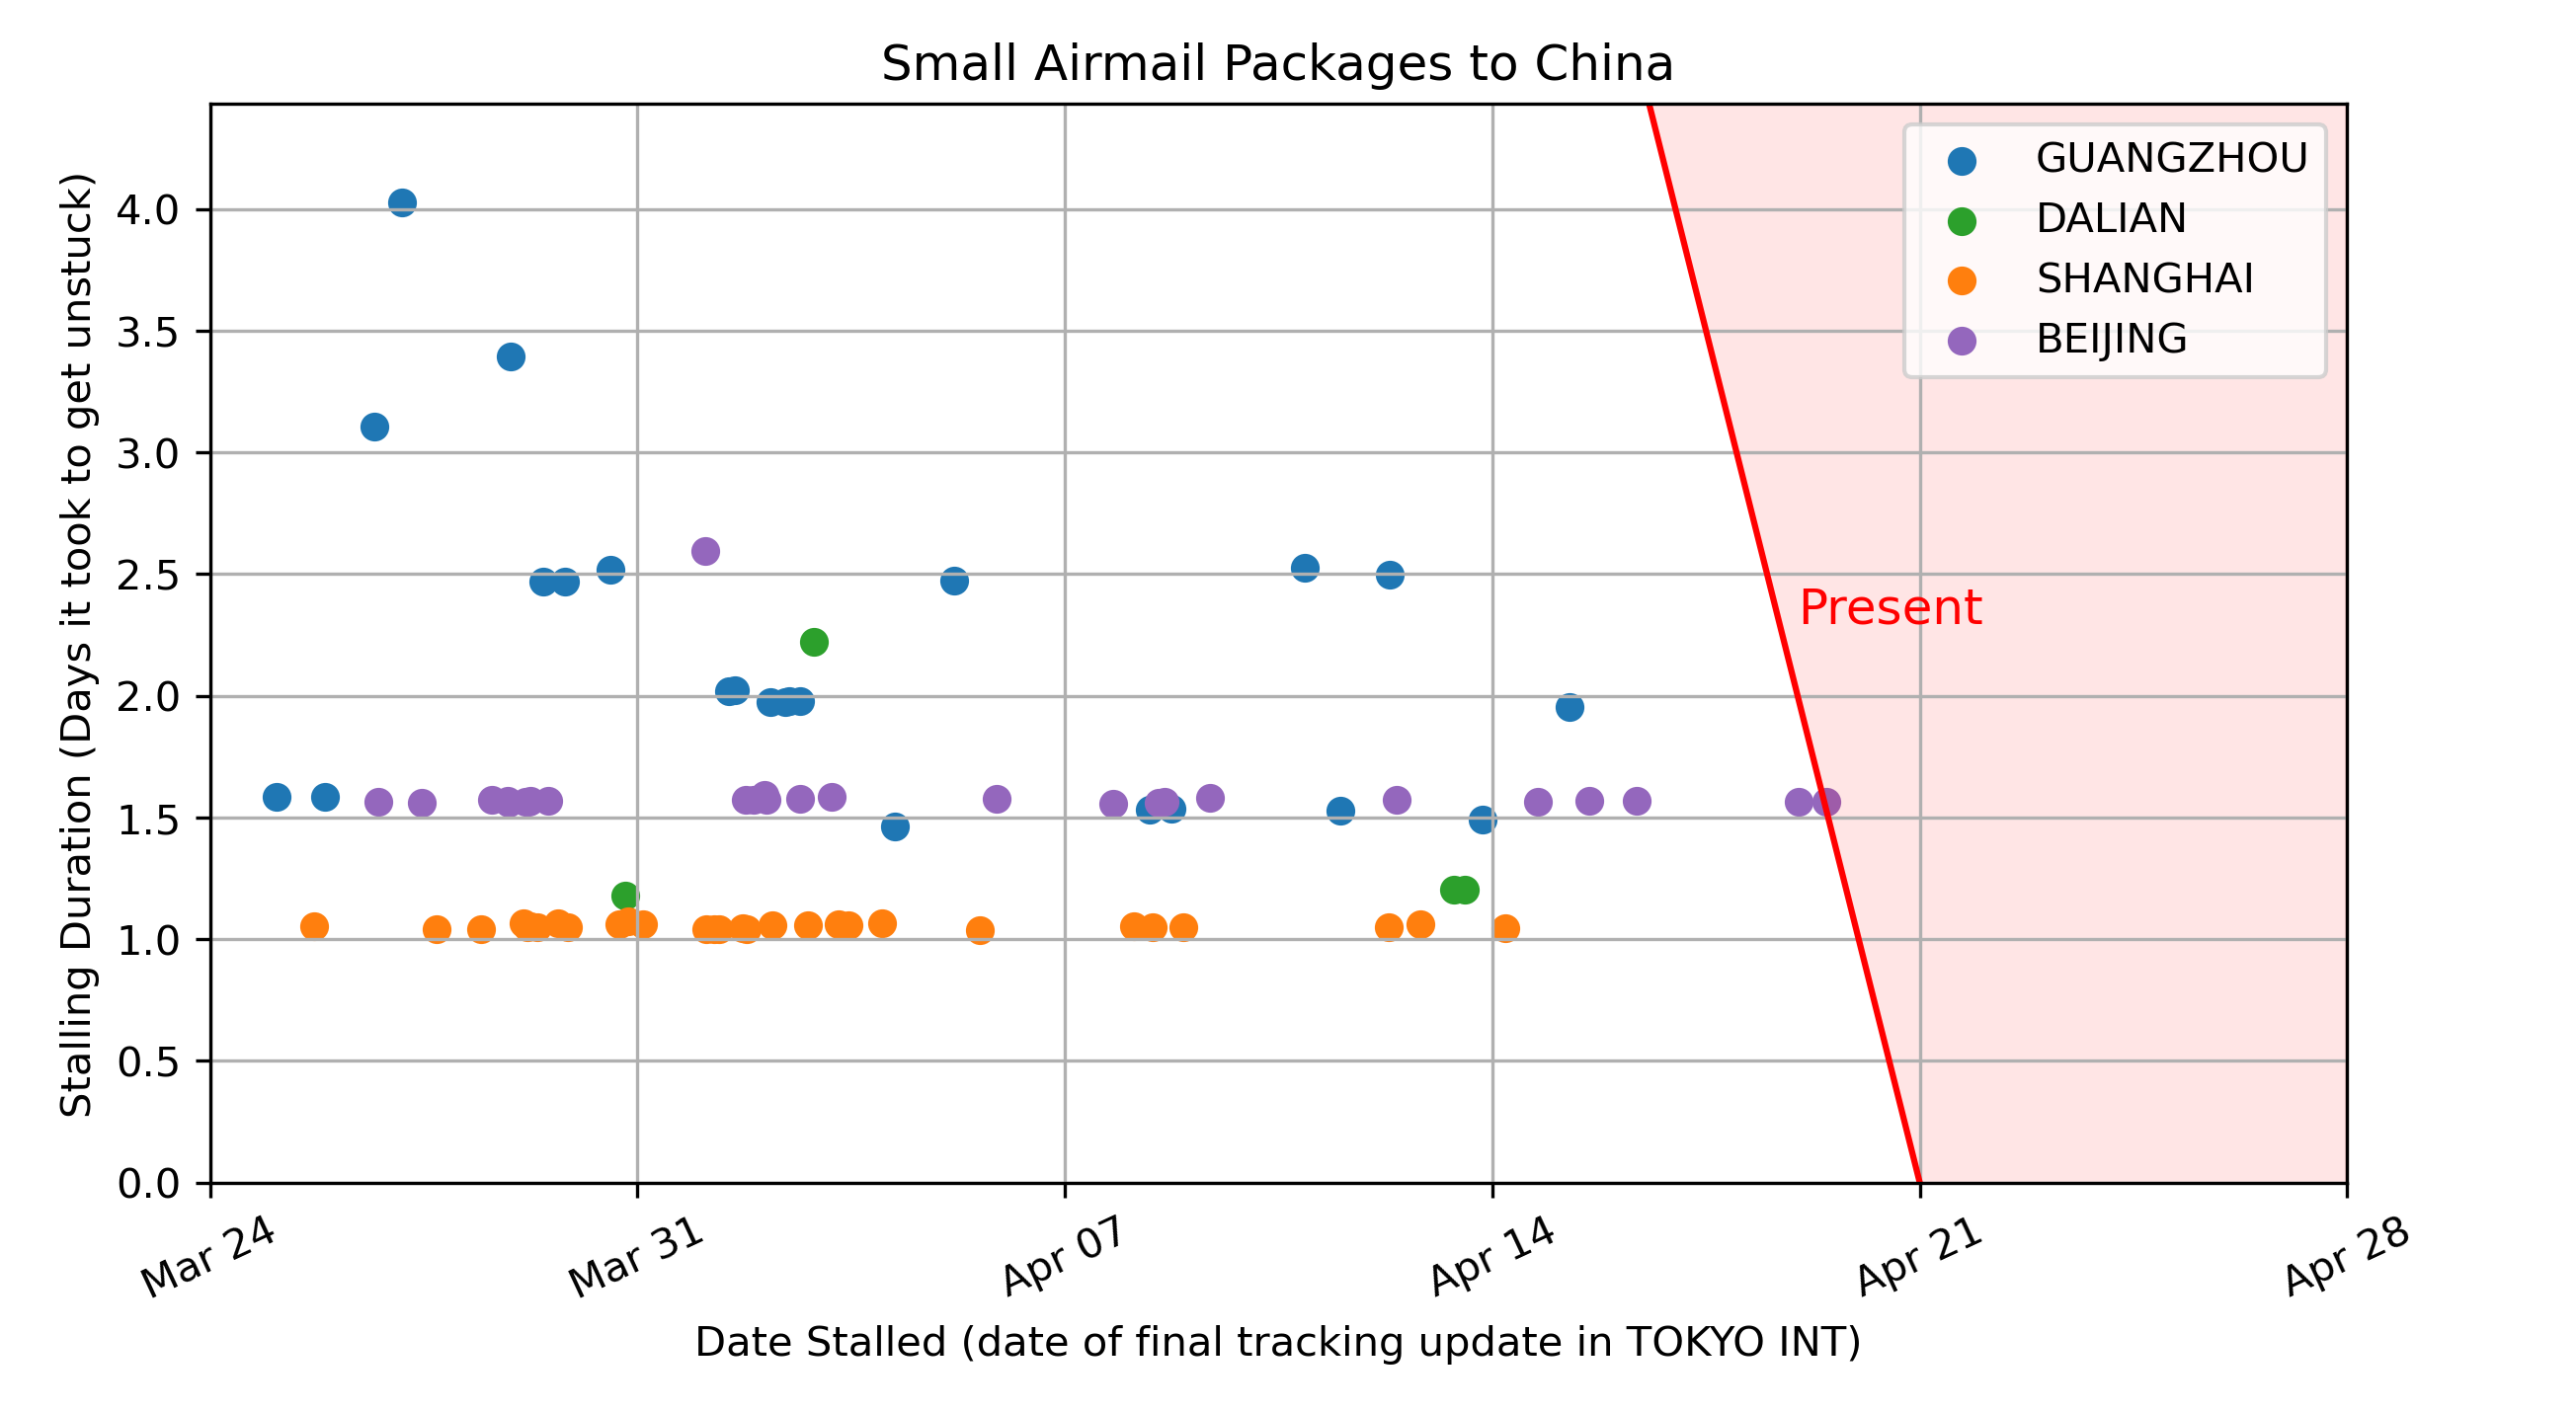 Small Airmail Packages to China
Stalling Duration (Days it took to get unstuck)
4.0
3.5
3.0
2.5
2.0
1.5
1.0
0.5
0.0
GUANGZHOU
DALIAN
SHANGHAI
BEIJING
Present
Mar 24
Mar 31
Apr 07
Apr 14
Apr 21
Apr 28
Date Stalled (date of final tracking update in TOKYO INT)